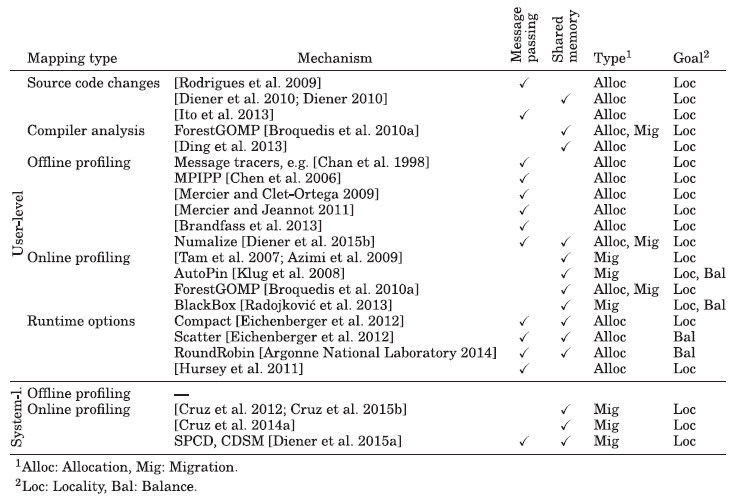 Mapping type Mechanism Message passing Shared memory Type¹ Goal²
Source code changes [Rodrigues et al. 2009] ✓ Alloc Loc
[Diener et al. 2010; Diener 2010] ✓ Alloc Loc
[Ito et al. 2013] ✓ Alloc Loc
Compiler analysis ForestGOMP [Broquedis et al. 2010a] ✓ Alloc, Mig Loc
[Ding et al. 2013] ✓ Alloc Loc
User-level
Offline profiling Message tracers, e.g. [Chan et al. 1998] ✓ Alloc Loc
MPIPP [Chen et al. 2006] ✓ Alloc Loc
[Mercier and Clet-Ortega 2009] ✓ Alloc Loc
[Mercier and Jeannot 2011] ✓ Alloc Loc
[Brandfass et al. 2013] ✓ Alloc Loc
Numalize [Diener et al. 2015b] ✓ ✓ Alloc, Mig Loc
Online profiling [Tam et al. 2007; Azimi et al. 2009] ✓ Mig Loc
AutoPin [Klug et al. 2008] ✓ Mig Loc, Bal
ForestGOMP [Broquedis et al. 2010a] ✓ Alloc, Mig Loc
BlackBox [Radojković et al. 2013] ✓ Mig Loc, Bal
Runtime options Compact [Eichenberger et al. 2012] ✓ ✓ Alloc Loc
Scatter [Eichenberger et al. 2012] ✓ ✓ Alloc Bal
RoundRobin [Argonne National Laboratory 2014] ✓ ✓ Alloc Bal
[Hursey et al. 2011] ✓ Alloc Loc
System-l.
Offline profiling —
Online profiling [Cruz et al. 2012; Cruz et al. 2015b] ✓ Mig Loc
[Cruz et al. 2014a] ✓ Mig Loc
SPCD, CDSM [Diener et al. 2015a] ✓ ✓ Mig Loc
¹Alloc: Allocation, Mig: Migration.
²Loc: Locality, Bal: Balance.